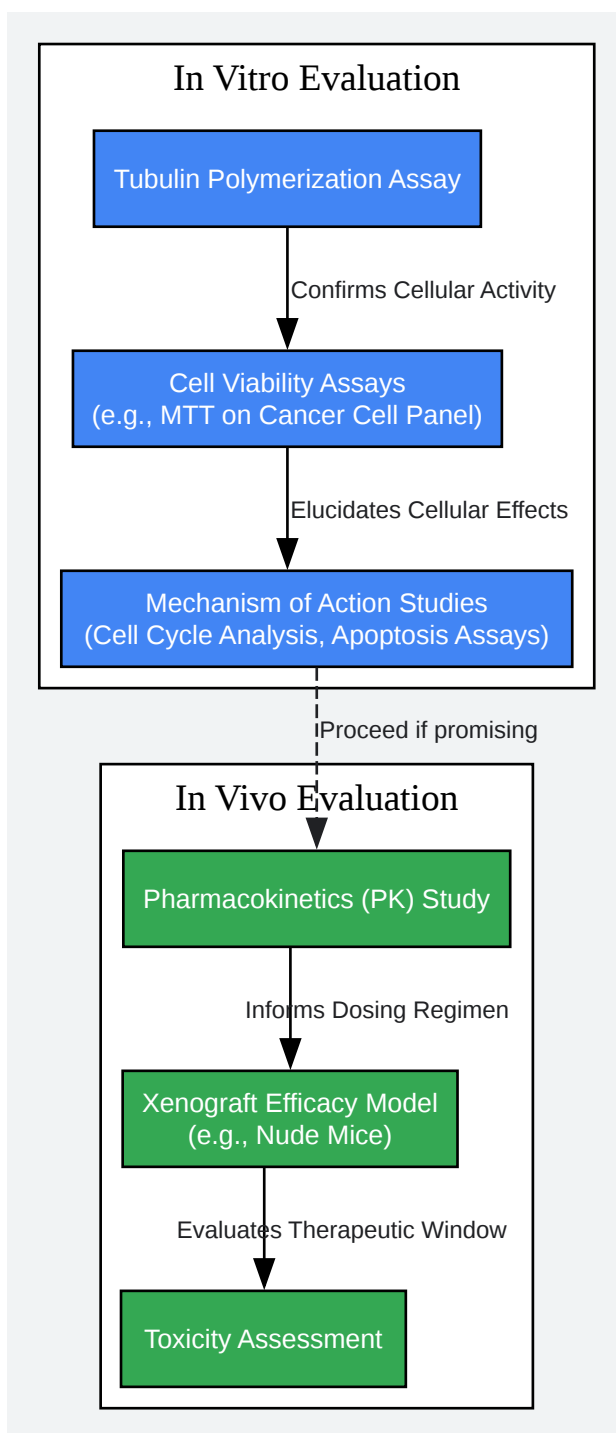 In Vitro Evaluation
Tubulin Polymerization Assay
Confirms Cellular Activity
Cell Viability Assays
(e.g., MTT on Cancer Cell Panel)
Elucidates Cellular Effects
Mechanism of Action Studies
(Cell Cycle Analysis, Apoptosis Assays)
Proceed if promising
In Vivo Evaluation
Pharmacokinetics (PK) Study
Informs Dosing Regimen
Xenograft Efficacy Model
(e.g., Nude Mice)
Evaluates Therapeutic Window
Toxicity Assessment